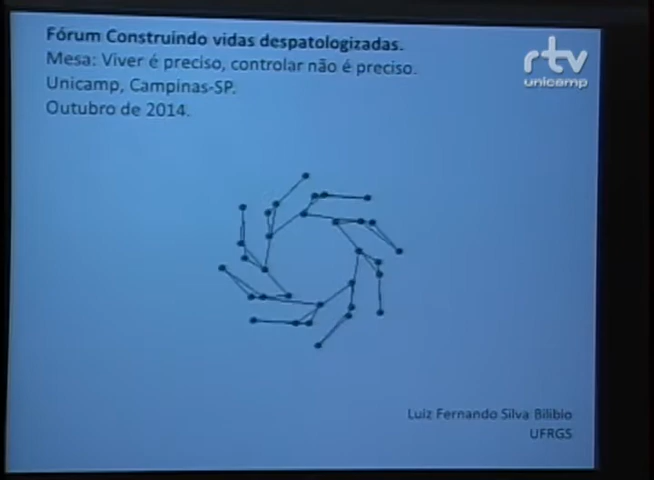 Fórum Construindo vidas despatologizadas.
Mesa: Viver é preciso, controlar não é preciso.
Unicamp, Campinas-SP.
Outubro de 2014.
rtv
unicamp
Luiz Fernando Silva Bilibio
UFRGS